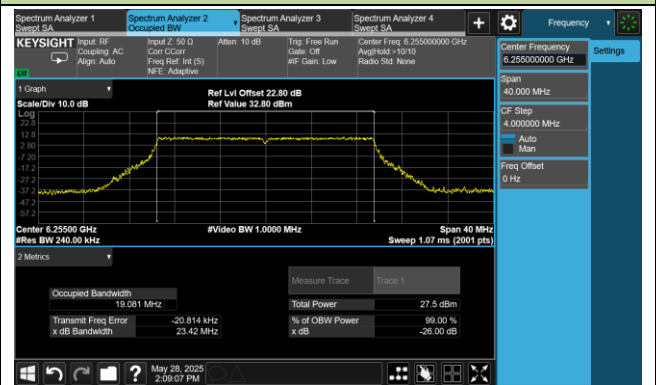 Spectrum Analyzer 1
Swept SA
Spectrum Analyzer 2
Occupied BW
Spectrum Analyzer 3
Swept SA
Spectrum Analyzer 4
Swept SA
Frequency
KEYSIGHT
Input: RF
Coupling: AC
Align: Auto
Input Z: 50 Ω
Corr CCorr
Freq Ref: Int (S)
NFE: Adaptive
Atten: 10 dB
Trig: Free Run
Gate: Off
#IF Gain: Low
Center Freq: 6.255000000 GHz
Avg|Hold:>10/10
Radio Std: None
Center Frequency
6.255000000 GHz
Settings
Span
40.000 MHz
CF Step
4.000000 MHz
Auto
Man
Freq Offset
0 Hz
1 Graph
Scale/Div 10.0 dB
Ref Lvl Offset 22.80 dB
Ref Value 32.80 dBm
Log
22.8
12.8
2.80
-7.20
-17.2
-27.2
-37.2
-47.2
-57.2
Center 6.25500 GHz
#Res BW 240.00 kHz
#Video BW 1.0000 MHz
Span 40 MHz
Sweep 1.07 ms (2001 pts)
2 Metrics
Measure Trace
Trace 1
Occupied Bandwidth
19.081 MHz
Total Power
27.5 dBm
Transmit Freq Error
-20.814 kHz
% of OBW Power
99.00 %
x dB Bandwidth
23.42 MHz
x dB
-26.00 dB
May 28, 2025
2:09:07 PM